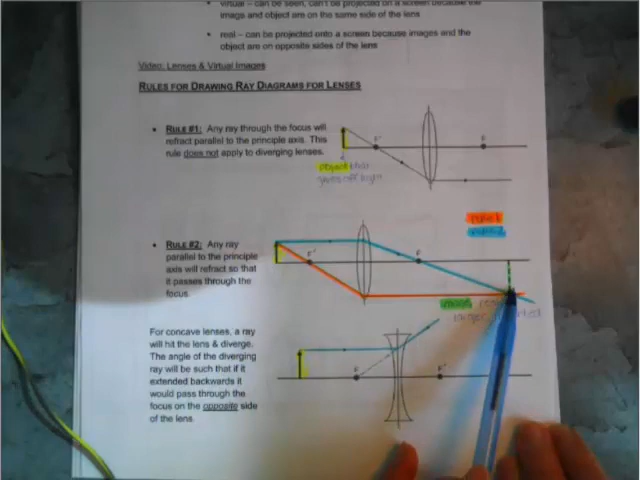 virtual – can be seen, can't be projected on a screen because the
image and object are on the same side of the lens
real – can be projected onto a screen because images and the
object are on opposite sides of the lens
Video: Lenses & Virtual Images
RULES FOR DRAWING RAY DIAGRAMS FOR LENSES
RULE #1: Any ray through the focus will
refract parallel to the principle axis. This
rule does not apply to diverging lenses.
F'
F
object
gives off light
rule 1
rule 2
RULE #2: Any ray
parallel to the principle
axis will refract so that
it passes through the
focus.
F'
F
image
larger
For concave lenses, a ray
will hit the lens & diverge.
The angle of the diverging
ray will be such that if it
extended backwards it
would pass through the
focus on the opposite side
of the lens.
F
F'